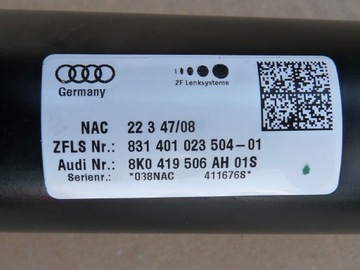 Germany
ZF Lenksysteme
NAC 22 3 47/08
ZFLS Nr.: 831 401 023 504-01
Audi Nr.: 8K0 419 506 AH 01S
Serienr.: *038NAC 411676S*